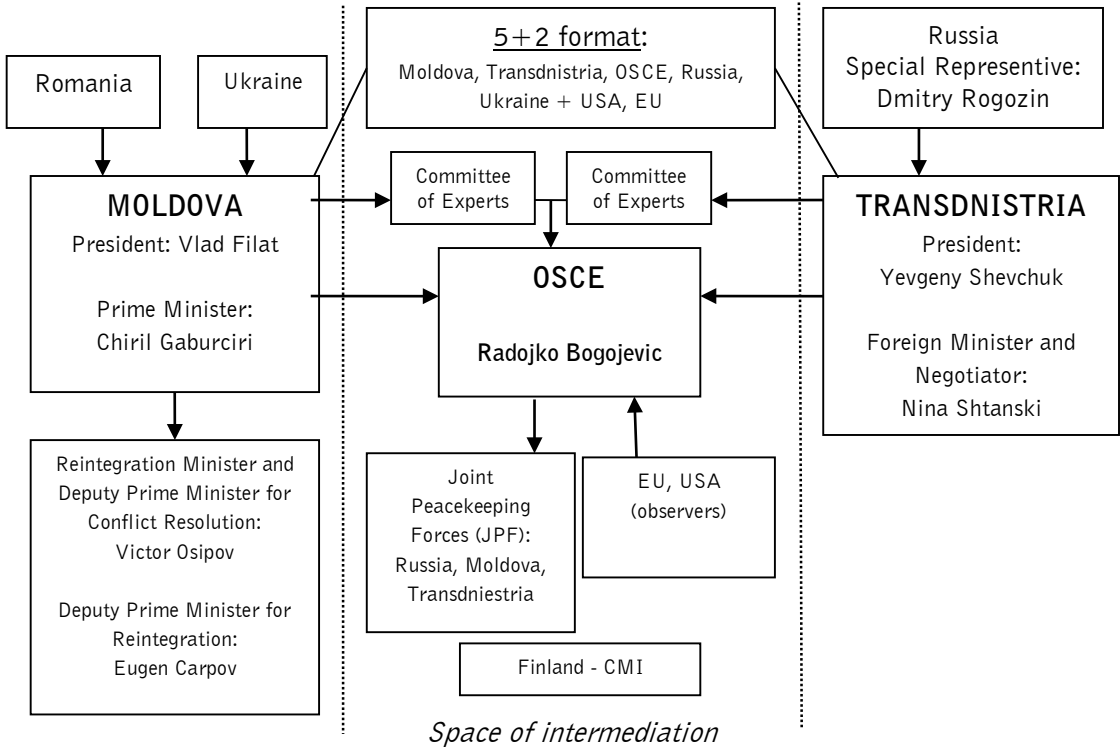 Romania
Ukraine
5+2 format:
Moldova, Transdnistria, OSCE, Russia,
Ukraine + USA, EU
Russia
Special Representive:
Dmitry Rogozin
MOLDOVA
President: Vlad Filat
Prime Minister:
Chiril Gaburciri
Committee
of Experts
Committee
of Experts
OSCE
Radojko Bogojevic
TRANSDNISTRIA
President:
Yevgeny Shevchuk
Foreign Minister and
Negotiator:
Nina Shtanski
Reintegration Minister and
Deputy Prime Minister for
Conflict Resolution:
Victor Osipov
Deputy Prime Minister for
Reintegration:
Eugen Carpov
Joint
Peacekeeping
Forces (JPF):
Russia, Moldova,
Transdniestria
EU, USA
(observers)
Finland - CMI
Space of intermediation